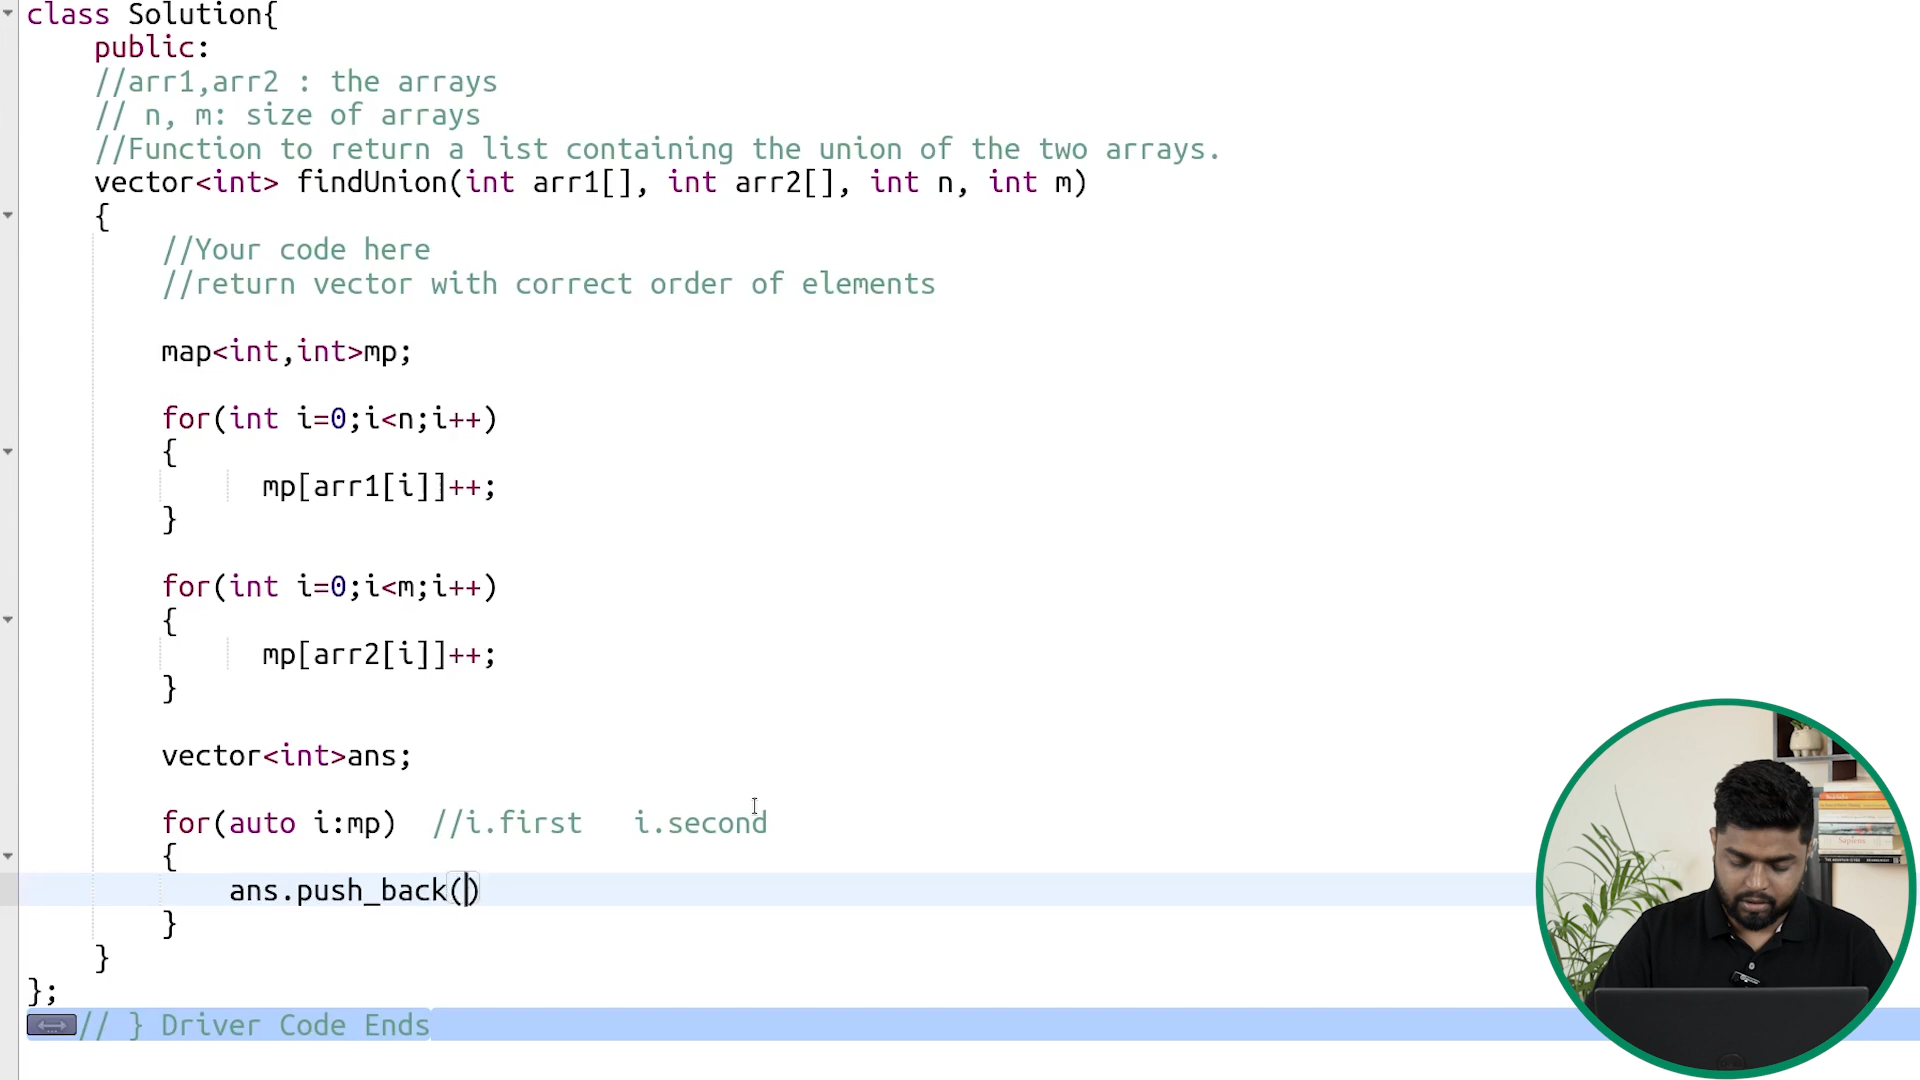 class Solution{
public:
//arr1,arr2 : the arrays
// n, m: size of arrays
//Function to return a list containing the union of the two arrays.
vector<int> findUnion(int arr1[], int arr2[], int n, int m)
{
//Your code here
//return vector with correct order of elements
map<int,int>mp;
for(int i=0;i<n;i++)
{
mp[arr1[i]]++;
}
for(int i=0;i<m;i++)
{
mp[arr2[i]]++;
}
vector<int>ans;
for(auto i:mp)  //i.first   i.second
{
ans.push_back()
}
}
};
// } Driver Code Ends
Sapiens